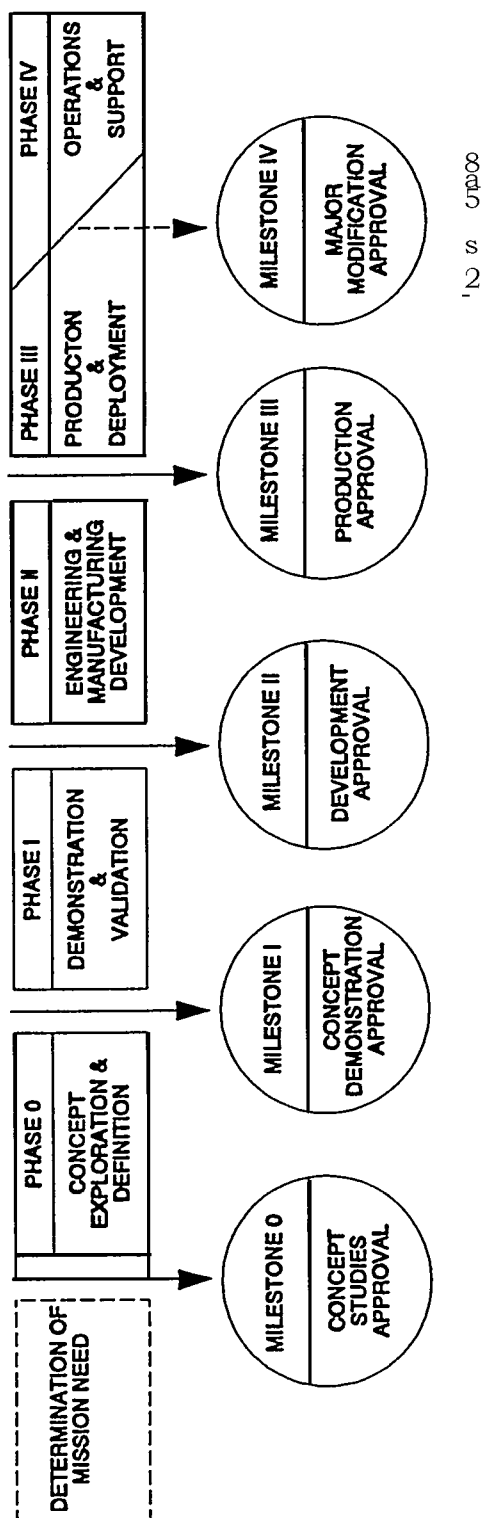 DETERMINATION OF
MISSION NEED
PHASE 0
CONCEPT
EXPLORATION &
DEFINITION
PHASE I
DEMONSTRATION
&
VALIDATION
PHASE II
ENGINEERING &
MANUFACTURING
DEVELOPMENT
PHASE III
PRODUCTON
&
DEPLOYMENT
PHASE IV
OPERATIONS
&
SUPPORT
MILESTONE 0
CONCEPT
STUDIES
APPROVAL
MILESTONE I
CONCEPT
DEMONSTRATION
APPROVAL
MILESTONE II
DEVELOPMENT
APPROVAL
MILESTONE III
PRODUCTION
APPROVAL
MILESTONE IV
MAJOR
MODIFICATION
APPROVAL